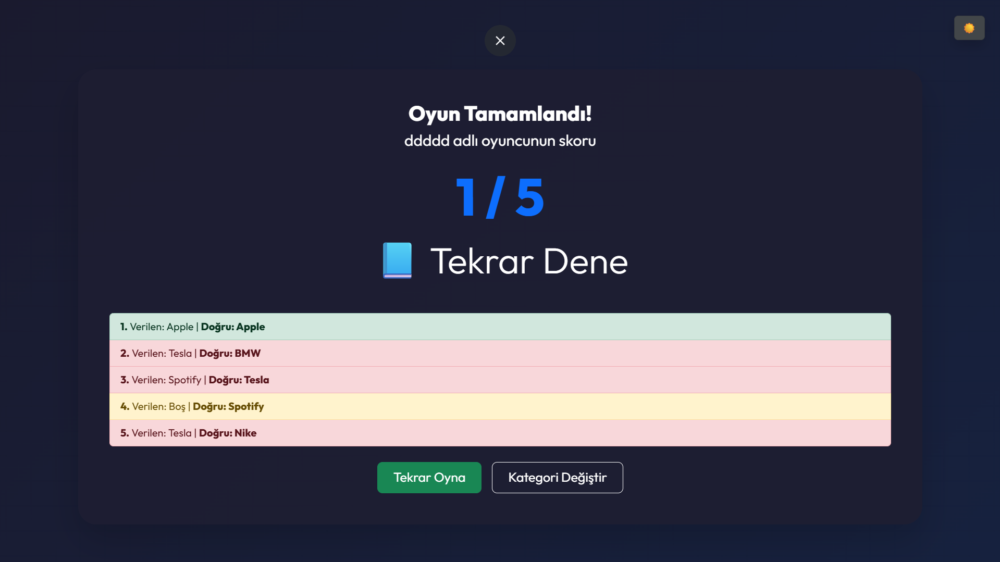 Oyun Tamamlandı!
ddddd adlı oyuncunun skoru
1 / 5
Tekrar Dene
1. Verilen: Apple | Doğru: Apple
2. Verilen: Tesla | Doğru: BMW
3. Verilen: Spotify | Doğru: Tesla
4. Verilen: Boş | Doğru: Spotify
5. Verilen: Tesla | Doğru: Nike
Tekrar Oyna
Kategori Değiştir